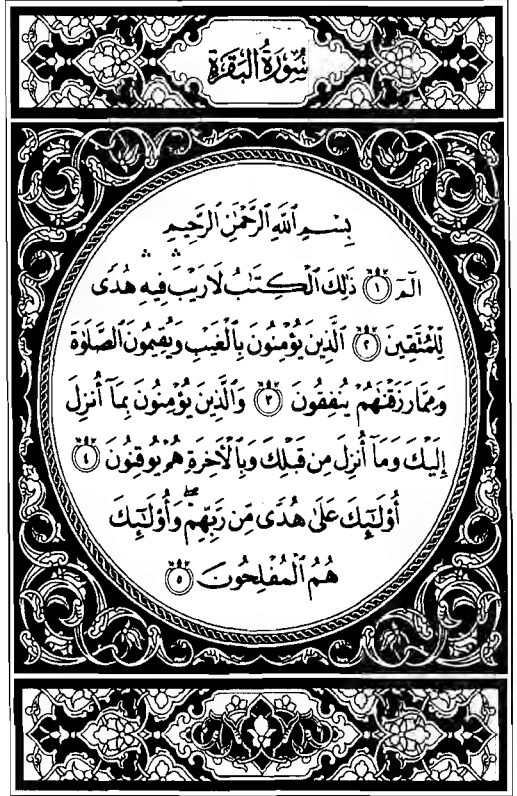 سُورَةُ الْبَقَرَةِ
بِسْمِ ٱللَّهِ ٱلرَّحْمَٰنِ ٱلرَّحِيمِ
الٓمٓ ١ ذَٰلِكَ ٱلْكِتَٰبُ لَا رَيْبَ ۛ فِيهِ ۛ هُدًى
لِّلْمُتَّقِينَ ٢ ٱلَّذِينَ يُؤْمِنُونَ بِٱلْغَيْبِ وَيُقِيمُونَ ٱلصَّلَوٰةَ
وَمِمَّا رَزَقْنَٰهُمْ يُنفِقُونَ ٣ وَٱلَّذِينَ يُؤْمِنُونَ بِمَآ أُنزِلَ
إِلَيْكَ وَمَآ أُنزِلَ مِن قَبْلِكَ وَبِٱلْءَاخِرَةِ هُمْ يُوقِنُونَ ٤
أُو۟لَٰٓئِكَ عَلَىٰ هُدًى مِّن رَّبِّهِمْ ۖ وَأُو۟لَٰٓئِكَ
هُمُ ٱلْمُفْلِحُونَ ٥